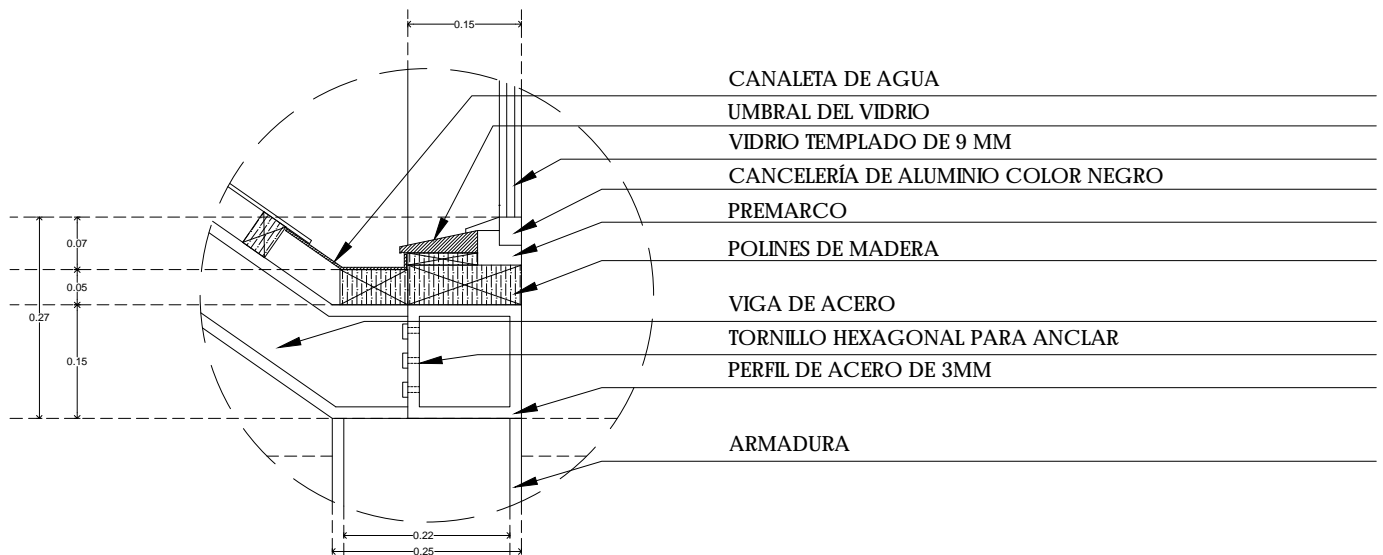 0.15
CANALETA DE AGUA
UMBRAL DEL VIDRIO
VIDRIO TEMPLADO DE 9 MM
CANCELERÍA DE ALUMINIO COLOR NEGRO
PREMARCO
POLINES DE MADERA
VIGA DE ACERO
TORNILLO HEXAGONAL PARA ANCLAR
PERFIL DE ACERO DE 3MM
ARMADURA
0.07
0.05
0.27
0.15
0.22
0.25